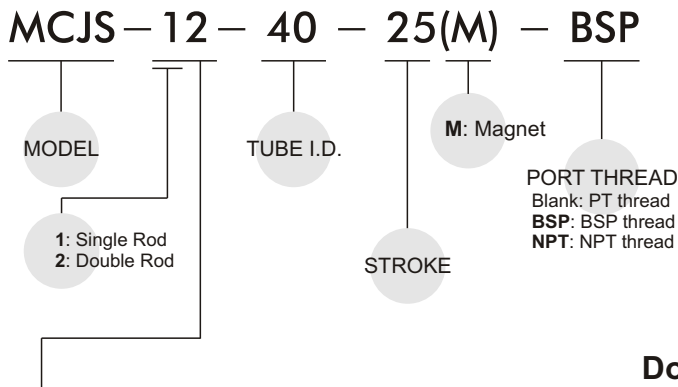 MCJS – 12 – 40 – 25(M) – BSP
MODEL
TUBE I.D.
M: Magnet
PORT THREAD
Blank: PT thread
BSP: BSP thread
NPT: NPT thread
1: Single Rod
2: Double Rod
STROKE